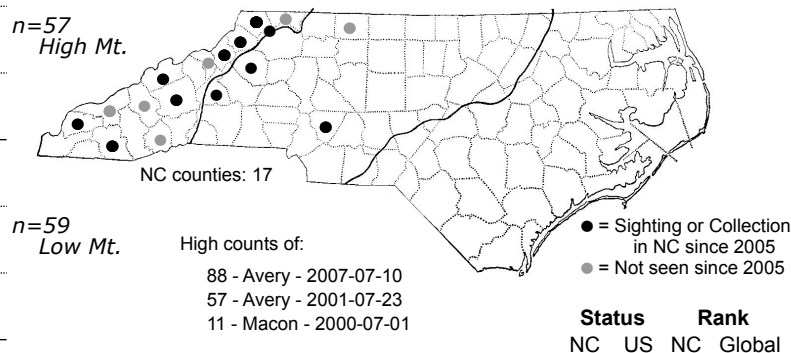 n=57
High Mt.
NC counties: 17
n=59
Low Mt.
High counts of:
88 - Avery - 2007-07-10
57 - Avery - 2001-07-23
11 - Macon - 2000-07-01
= Sighting or Collection
in NC since 2005
= Not seen since 2005
Status Rank
NC US NC Global